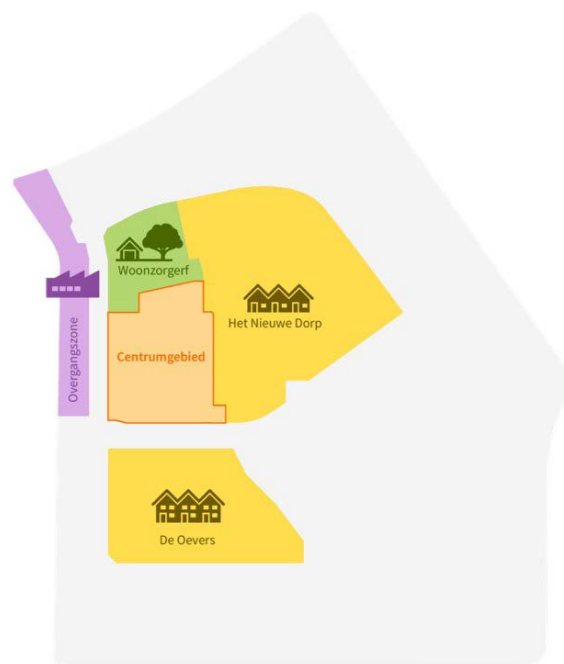 Woonzorgerf
Het Nieuwe Dorp
Centrumgebied
Overgangszone
De Oevers